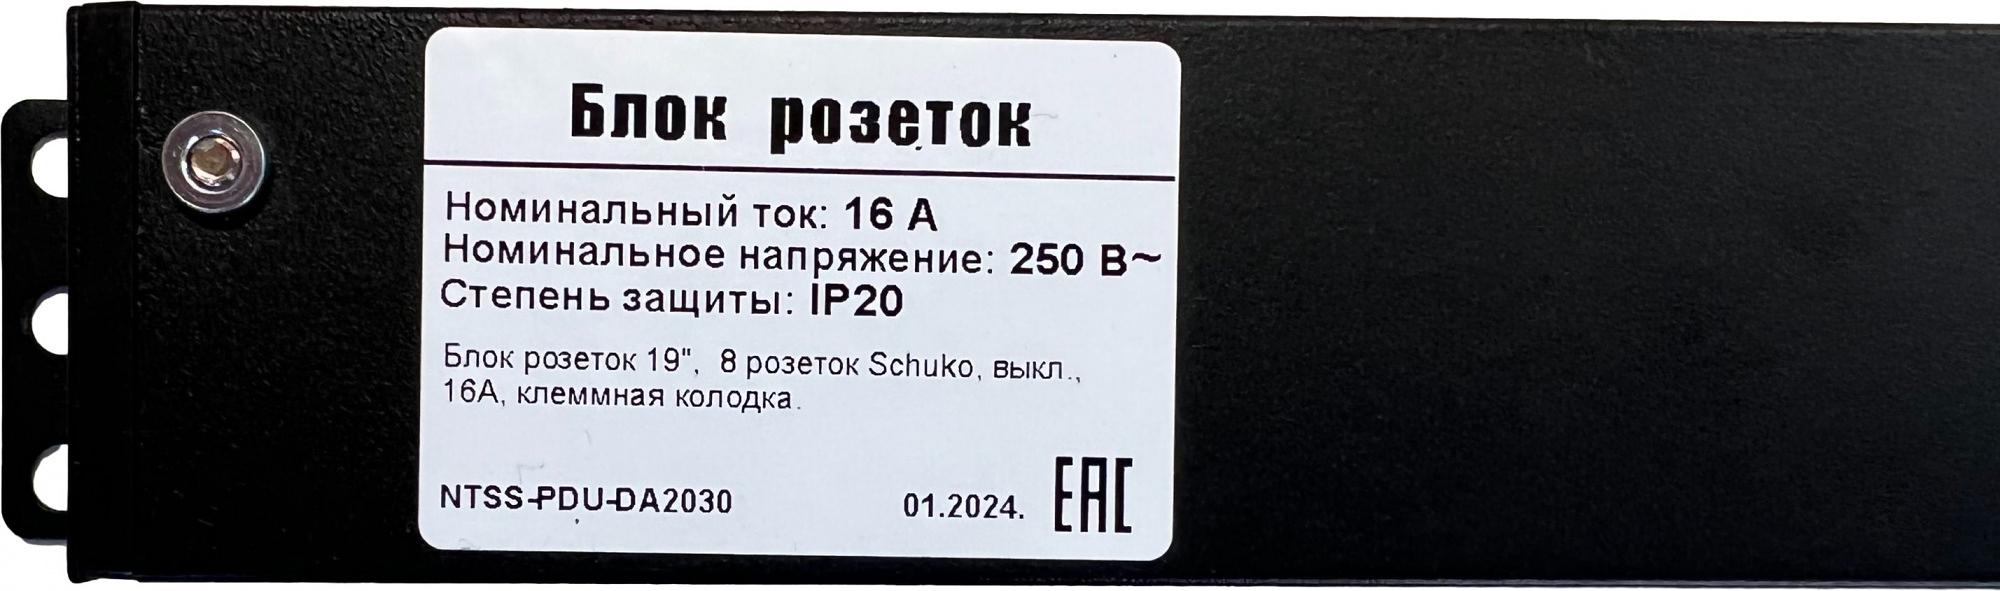 Блок розеток
Номинальный ток: 16 А
Номинальное напряжение: 250 В~
Степень защиты: IP20
Блок розеток 19", 8 розеток Schuko, выкл.,
16А, клеммная колодка.
NTSS-PDU-DA2030 01.2024. EAC